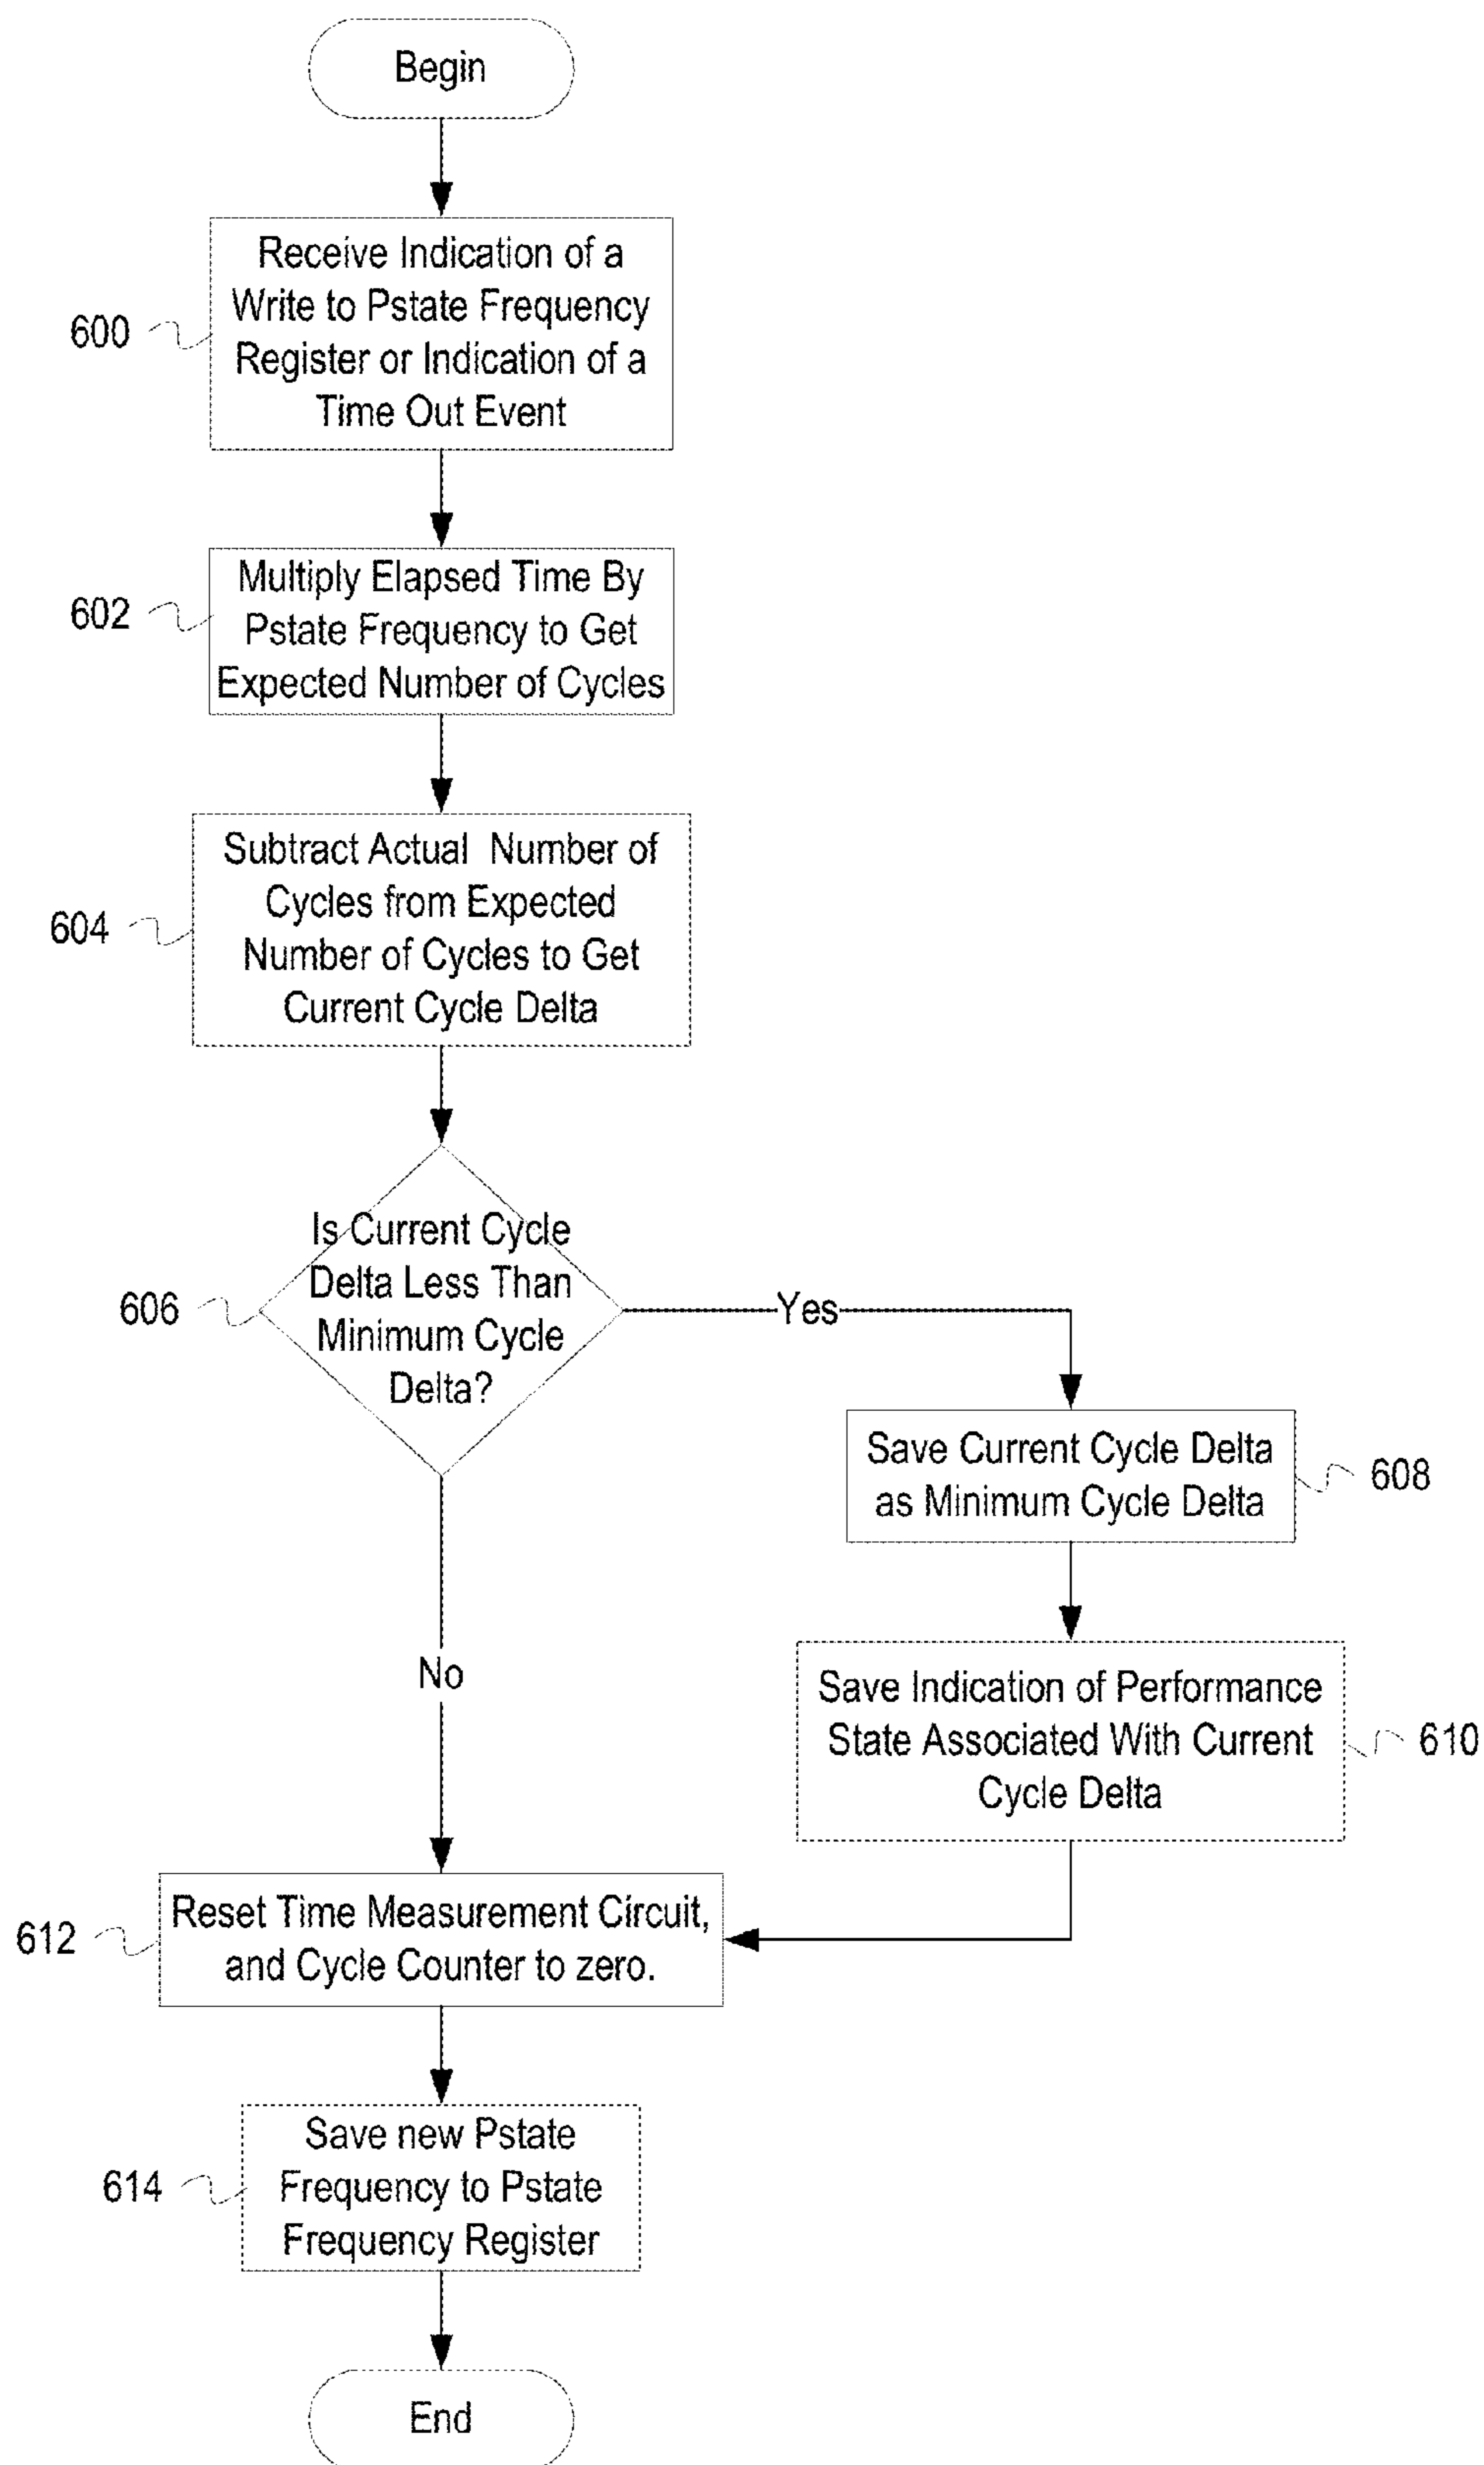 Begin
Receive Indication of a
Write to Pstate Frequency
Register or Indication of a
Time Out Event
600
Multiply Elapsed Time By
Pstate Frequency to Get
Expected Number of Cycles
602
Subtract Actual Number of
Cycles from Expected
Number of Cycles to Get
Current Cycle Delta
604
Is Current Cycle
Delta Less Than
Minimum Cycle
Delta?
606
Yes
Save Current Cycle Delta
as Minimum Cycle Delta
608
No
Save Indication of Performance
State Associated With Current
Cycle Delta
610
Reset Time Measurement Circuit,
and Cycle Counter to zero.
612
Save new Pstate
Frequency to Pstate
Frequency Register
614
End